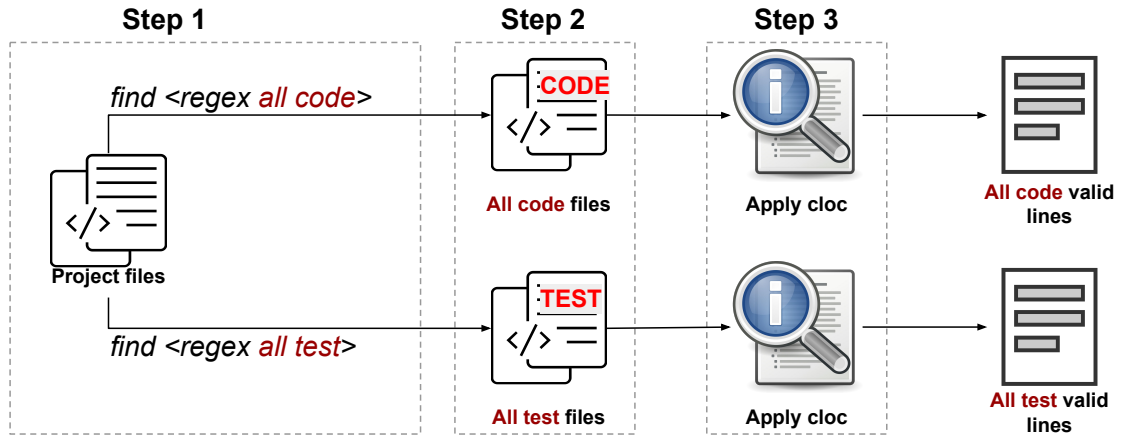 Step 1
Step 2
Step 3
find <regex all code>
CODE
</>
</>
i
All code files
Apply cloc
All code valid
lines
Project files
find <regex all test>
TEST
</>
i
All test files
Apply cloc
All test valid
lines